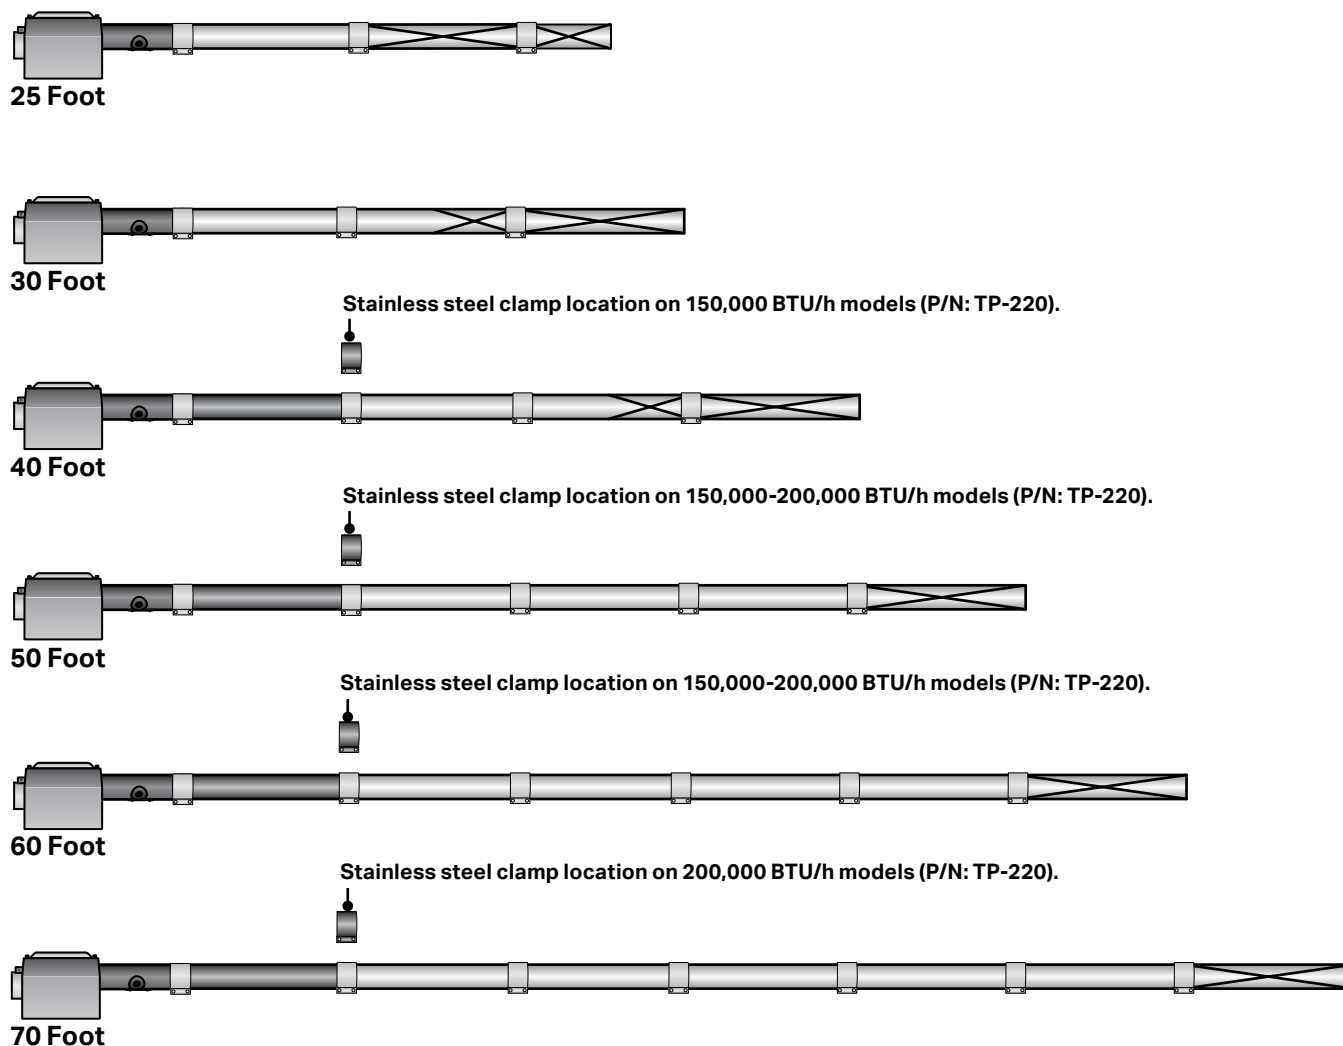 25 Foot
30 Foot
Stainless steel clamp location on 150,000 BTU/h models (P/N: TP-220).
40 Foot
Stainless steel clamp location on 150,000-200,000 BTU/h models (P/N: TP-220).
50 Foot
Stainless steel clamp location on 150,000-200,000 BTU/h models (P/N: TP-220).
60 Foot
Stainless steel clamp location on 200,000 BTU/h models (P/N: TP-220).
70 Foot